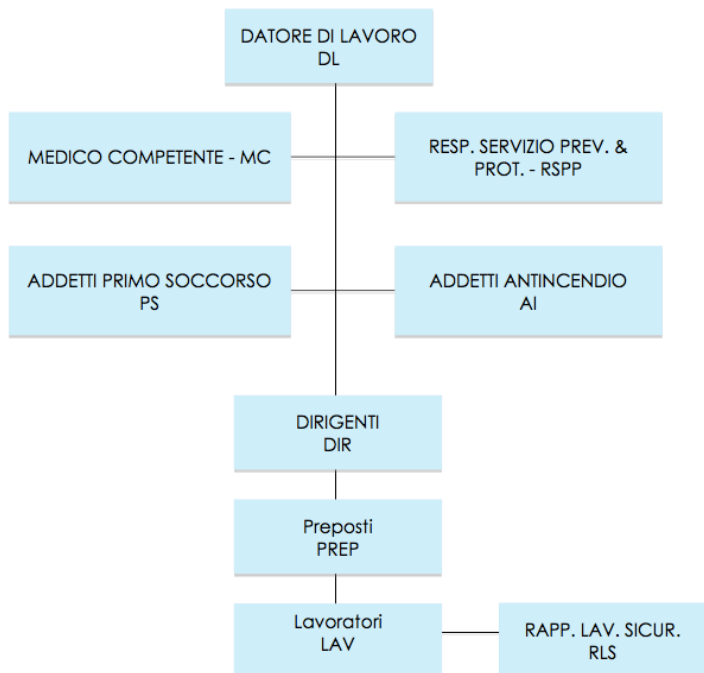 DATORE DI LAVORO
DL
MEDICO COMPETENTE - MC
RESP. SERVIZIO PREV. &
PROT. - RSPP
ADDETTI PRIMO SOCCORSO
PS
ADDETTI ANTINCENDIO
AI
DIRIGENTI
DIR
Preposti
PREP
Lavoratori
LAV
RAPP. LAV. SICUR.
RLS